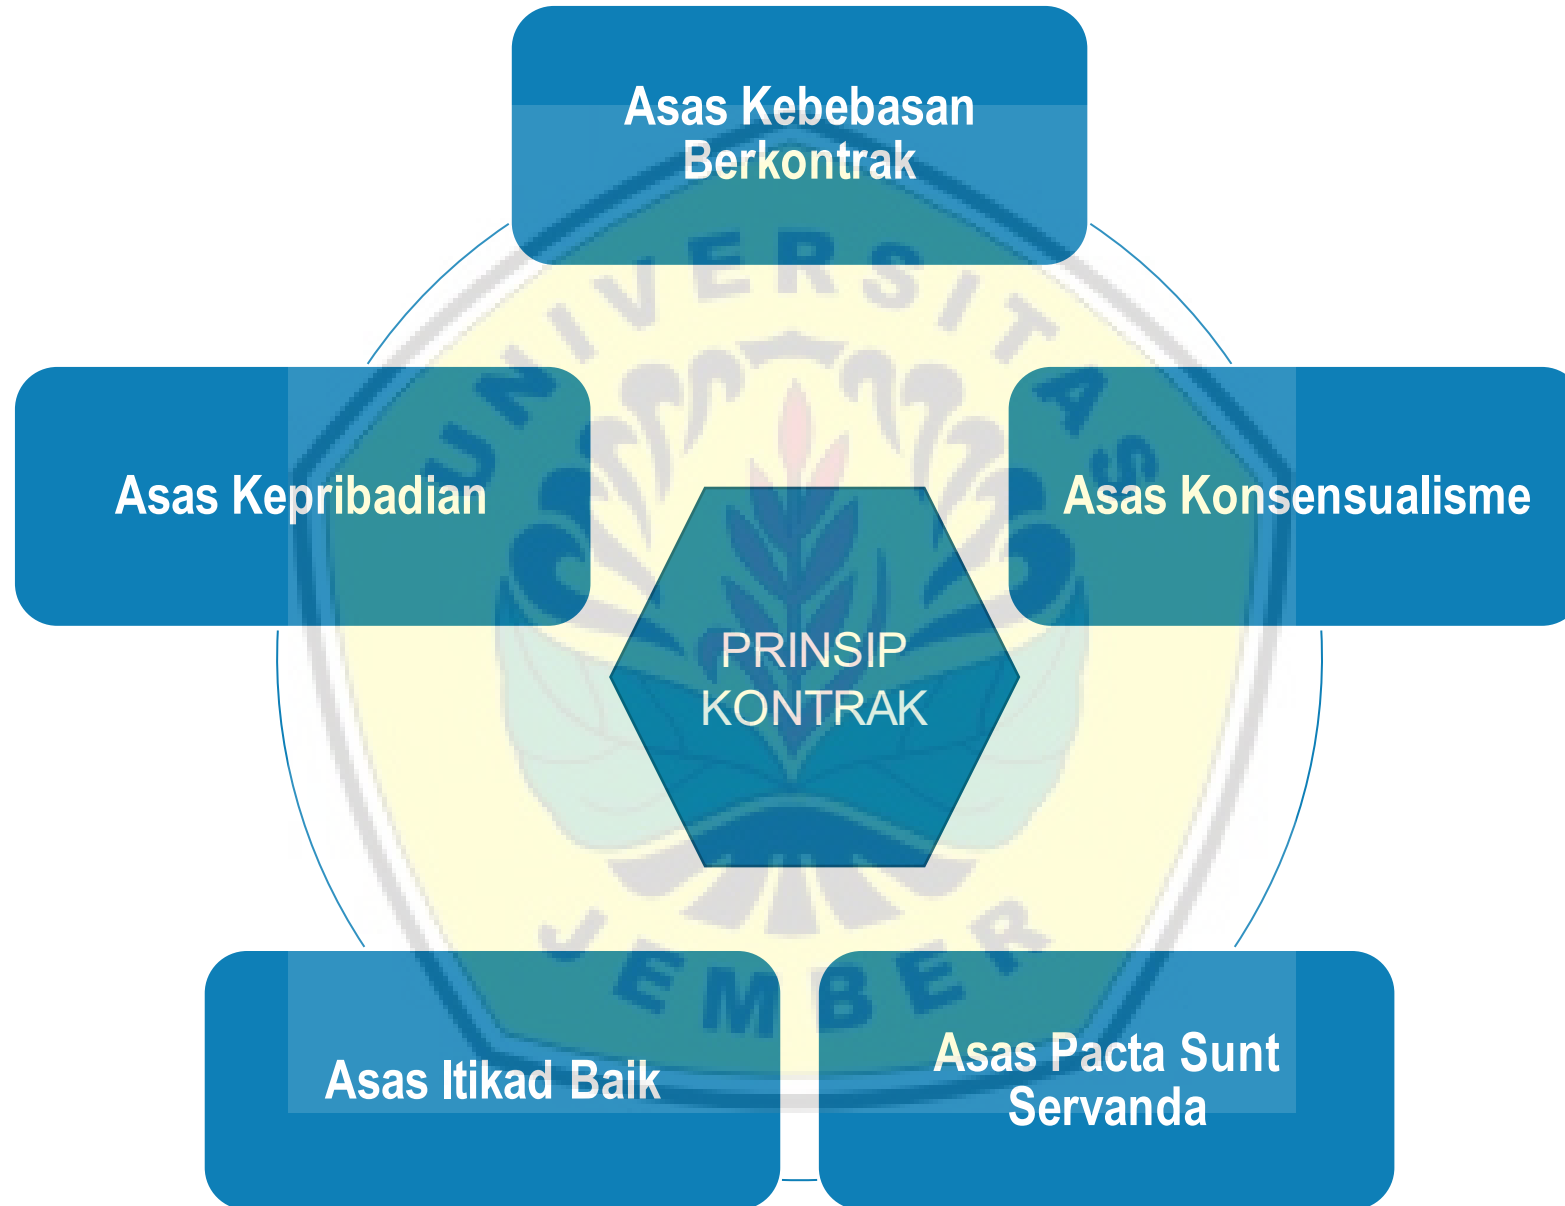 Asas Kebebasan
Berkontrak
UNIVERSITAS
Asas Kepribadian
Asas Konsensualisme
PRINSIP
KONTRAK
JEMBER
Asas Itikad Baik
Asas Pacta Sunt
Servanda